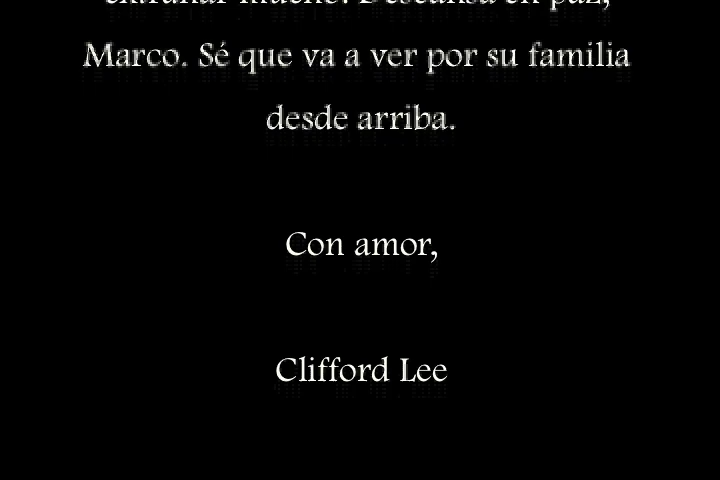 extrañar mucho. Descansa en paz,
Marco. Sé que va a ver por su familia
desde arriba.
Con amor,
Clifford Lee